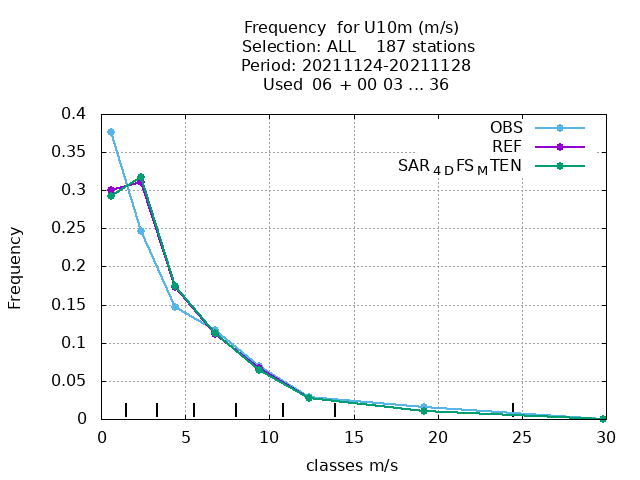 Frequency  for U10m (m/s)
Selection: ALL    187 stations
Period: 20211124-20211128
Used  06 + 00 03 ... 36
OBS
REF
SAR4DFSMTEN
0.4
0.35
0.3
0.25
0.2
0.15
0.1
0.05
0
Frequency
0 5 10 15 20 25 30
classes m/s